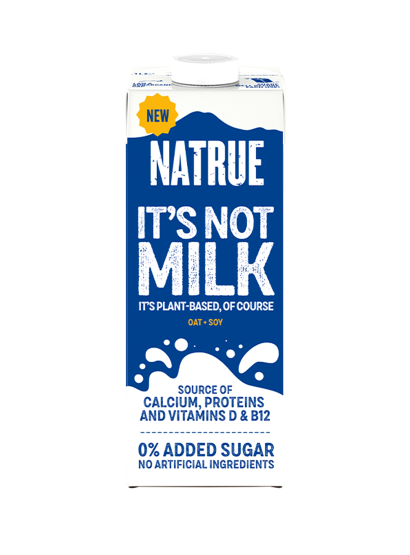 NEW
NATRUE
IT'S NOT
MILK
IT'S PLANT-BASED, OF COURSE
OAT • SOY
SOURCE OF
CALCIUM, PROTEINS
AND VITAMINS D & B12
0% ADDED SUGAR
NO ARTIFICIAL INGREDIENTS